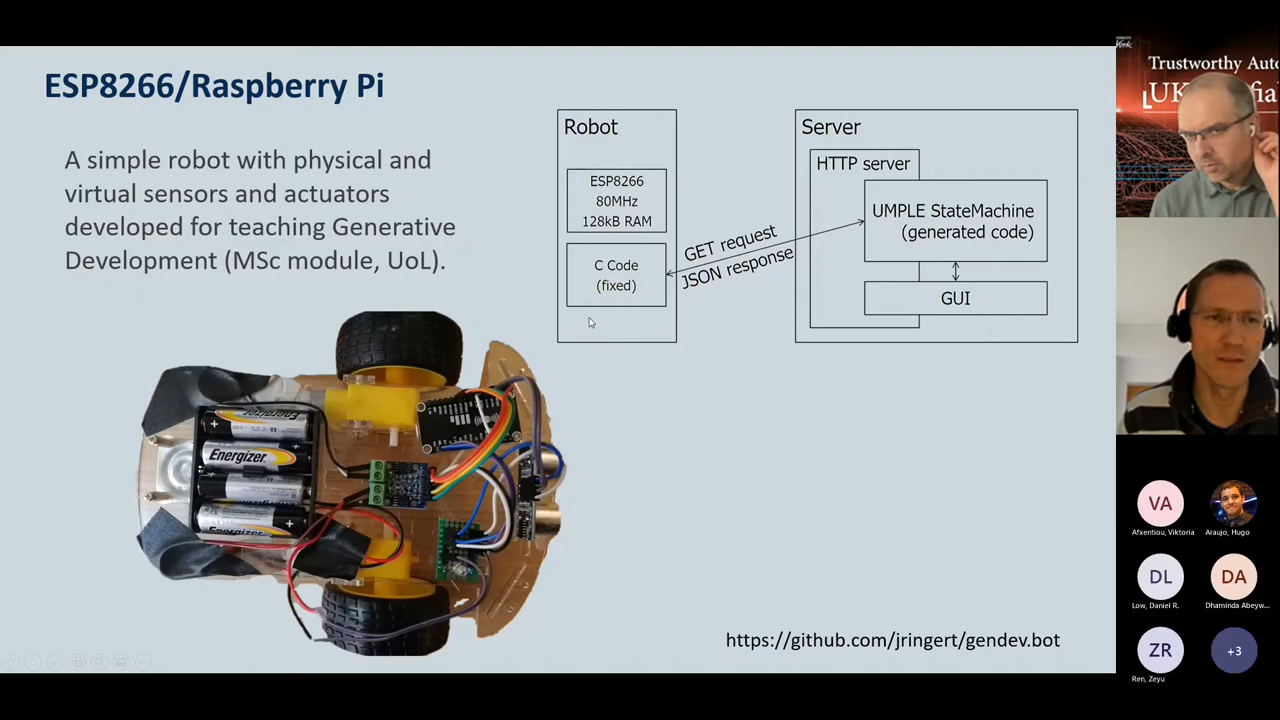 ESP8266/Raspberry Pi
A simple robot with physical and
virtual sensors and actuators
developed for teaching Generative
Development (MSc module, UoL).
Robot
ESP8266
80MHz
128kB RAM
C Code
(fixed)
GET request
JSON response
Server
HTTP server
UMPLE StateMachine
(generated code)
GUI
Energizer
Energizer
Energizer
https://github.com/jringert/gendev.bot
Trustworthy Auto
UK
VA
Afxentiou, Viktoria
Araujo, Hugo
DL
Low, Daniel R.
DA
Dhaminda Abeyw...
ZR
Ren, Zeyu
+3